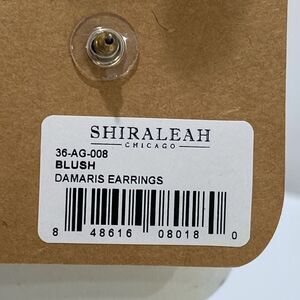 SHIRALEAH
CHICAGO
36-AG-008
BLUSH
DAMARIS EARRINGS
8 48616 08018 0